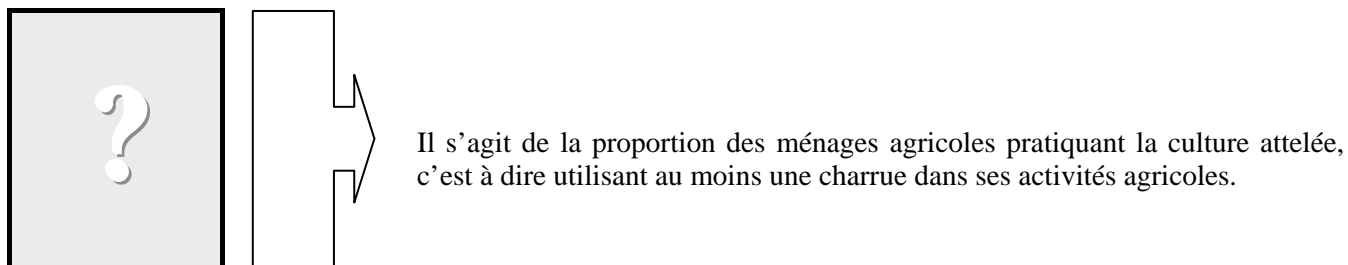 ?
Il s’agit de la proportion des ménages agricoles pratiquant la culture attelée,
c’est à dire utilisant au moins une charrue dans ses activités agricoles.